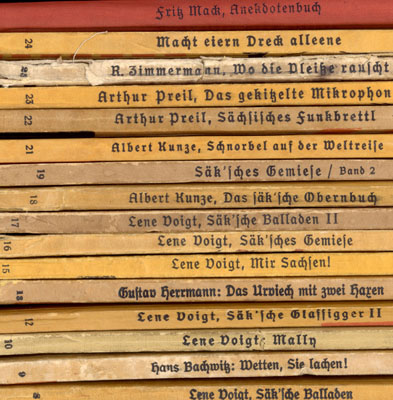 Fritz Mack, Anekdotenbuch
24 Macht eiern Dreck alleene
25 R. Zimmermann, Wo die Pleiße rauscht
23 Arthur Preil, Das gekitzelte Mikrophon
22 Arthur Preil, Sächsisches Funkbrettl
21 Albert Kunze, Schnorbel auf der Weltreise
19 Säk'sches Gemiese / Band 2
18 Albert Kunze, Das säk'sche Obernbuch
17 Lene Voigt, Säk'sche Balladen II
16 Lene Voigt, Säk'sches Gemiese
15 Lene Voigt, Mir Sachsen!
13 Gustav Herrmann: Das Urviech mit zwei Haxen
12 Lene Voigt, Säk'sche Glassigger II
10 Lene Voigt, Mally
9 Hans Bachwitz: Wetten, Sie lachen!
8 Lene Voigt, Säk'sche Balladen